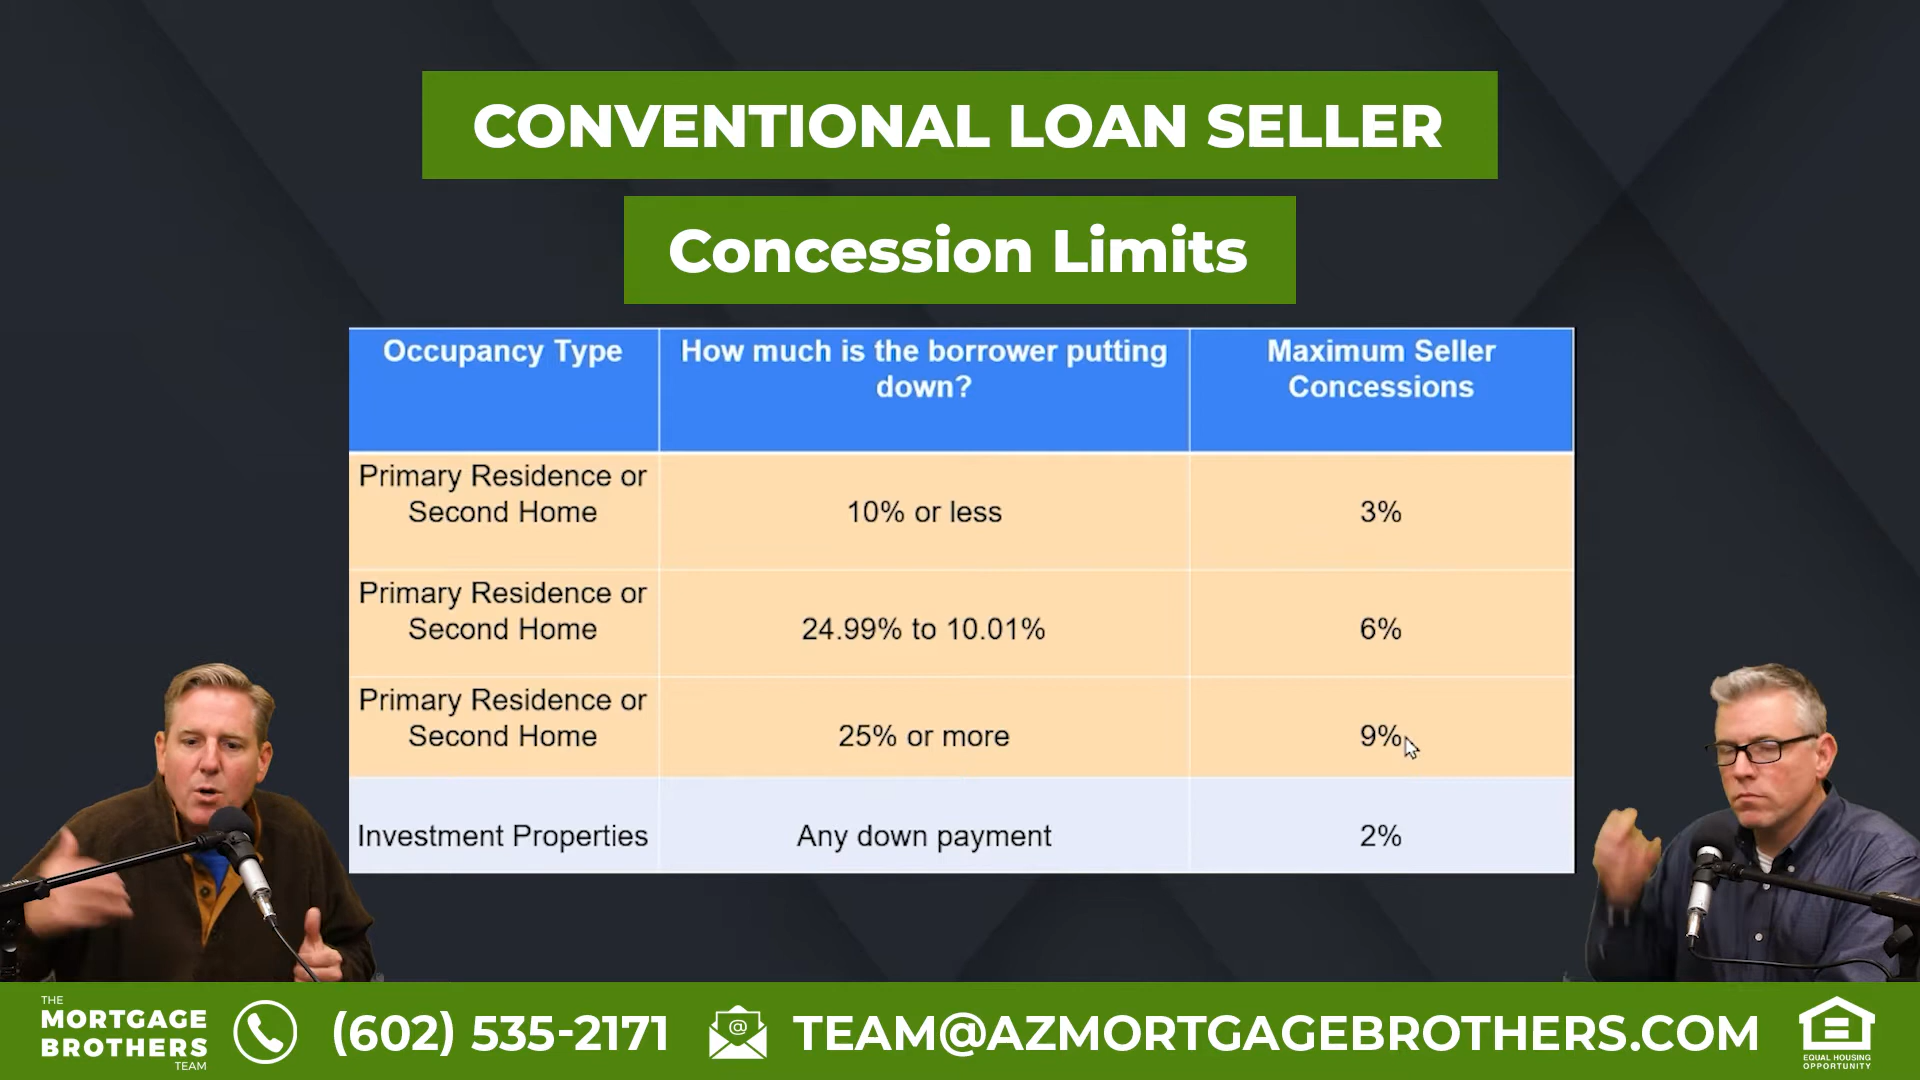 CONVENTIONAL LOAN SELLER
Concession Limits
Occupancy Type
How much is the borrower putting
down?
Maximum Seller
Concessions
Primary Residence or
Second Home
10% or less
3%
Primary Residence or
Second Home
24.99% to 10.01%
6%
Primary Residence or
Second Home
25% or more
9%
Investment Properties
Any down payment
2%
THE
MORTGAGE
BROTHERS
TEAM
(602) 535-2171
@
TEAM@AZMORTGAGEBROTHERS.COM
EQUAL HOUSING
OPPORTUNITY